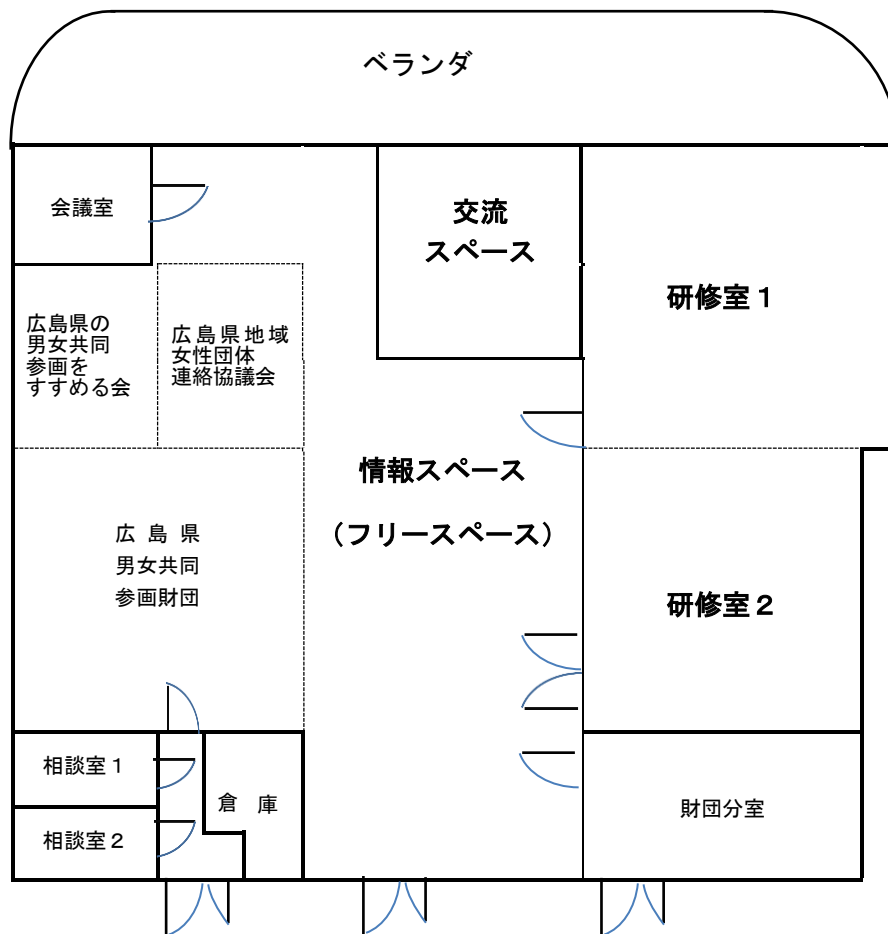 ベランダ
会議室
交流
スペース
研修室１
広島県の
男女共同
参画を
すすめる会
広島県地域
女性団体
連絡協議会
情報スペース
（フリースペース）
広島県
男女共同
参画財団
研修室２
相談室１
倉庫
財団分室
相談室２